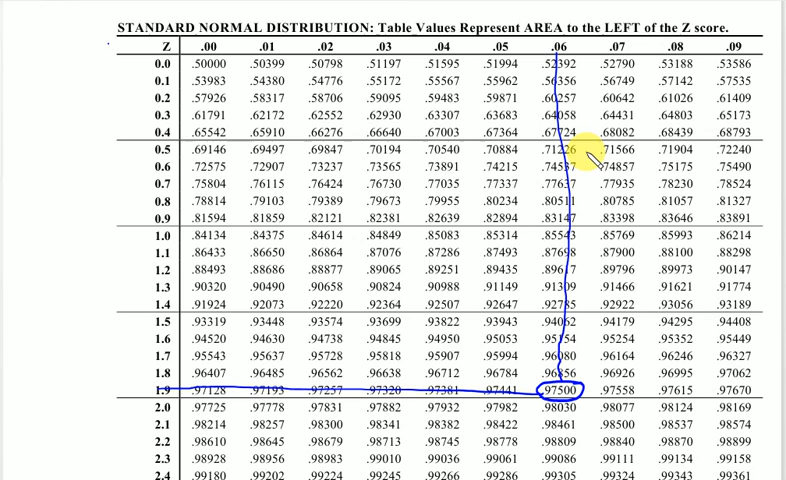 STANDARD NORMAL DISTRIBUTION: Table Values Represent AREA to the LEFT of the Z score.
Z .00 .01 .02 .03 .04 .05 .06 .07 .08 .09
0.0 .50000 .50399 .50798 .51197 .51595 .51994 .52392 .52790 .53188 .53586
0.1 .53983 .54380 .54776 .55172 .55567 .55962 .56356 .56749 .57142 .57535
0.2 .57926 .58317 .58706 .59095 .59483 .59871 .60257 .60642 .61026 .61409
0.3 .61791 .62172 .62552 .62930 .63307 .63683 .64058 .64431 .64803 .65173
0.4 .65542 .65910 .66276 .66640 .67003 .67364 .67724 .68082 .68439 .68793
0.5 .69146 .69497 .69847 .70194 .70540 .70884 .71226 .71566 .71904 .72240
0.6 .72575 .72907 .73237 .73565 .73891 .74215 .74537 .74857 .75175 .75490
0.7 .75804 .76115 .76424 .76730 .77035 .77337 .77637 .77935 .78230 .78524
0.8 .78814 .79103 .79389 .79673 .79955 .80234 .80511 .80785 .81057 .81327
0.9 .81594 .81859 .82121 .82381 .82639 .82894 .83147 .83398 .83646 .83891
1.0 .84134 .84375 .84614 .84849 .85083 .85314 .85543 .85769 .85993 .86214
1.1 .86433 .86650 .86864 .87076 .87286 .87493 .87698 .87900 .88100 .88298
1.2 .88493 .88686 .88877 .89065 .89251 .89435 .89617 .89796 .89973 .90147
1.3 .90320 .90490 .90658 .90824 .90988 .91149 .91309 .91466 .91621 .91774
1.4 .91924 .92073 .92220 .92364 .92507 .92647 .92785 .92922 .93056 .93189
1.5 .93319 .93448 .93574 .93699 .93822 .93943 .94062 .94179 .94295 .94408
1.6 .94520 .94630 .94738 .94845 .94950 .95053 .95154 .95254 .95352 .95449
1.7 .95543 .95637 .95728 .95818 .95907 .95994 .96080 .96164 .96246 .96327
1.8 .96407 .96485 .96562 .96638 .96712 .96784 .96856 .96926 .96995 .97062
1.9 .97128 .97193 .97257 .97320 .97381 .97441 .97500 .97558 .97615 .97670
2.0 .97725 .97778 .97831 .97882 .97932 .97982 .98030 .98077 .98124 .98169
2.1 .98214 .98257 .98300 .98341 .98382 .98422 .98461 .98500 .98537 .98574
2.2 .98610 .98645 .98679 .98713 .98745 .98778 .98809 .98840 .98870 .98899
2.3 .98928 .98956 .98983 .99010 .99036 .99061 .99086 .99111 .99134 .99158
2.4 .99180 .99202 .99224 .99245 .99266 .99286 .99305 .99324 .99343 .99361